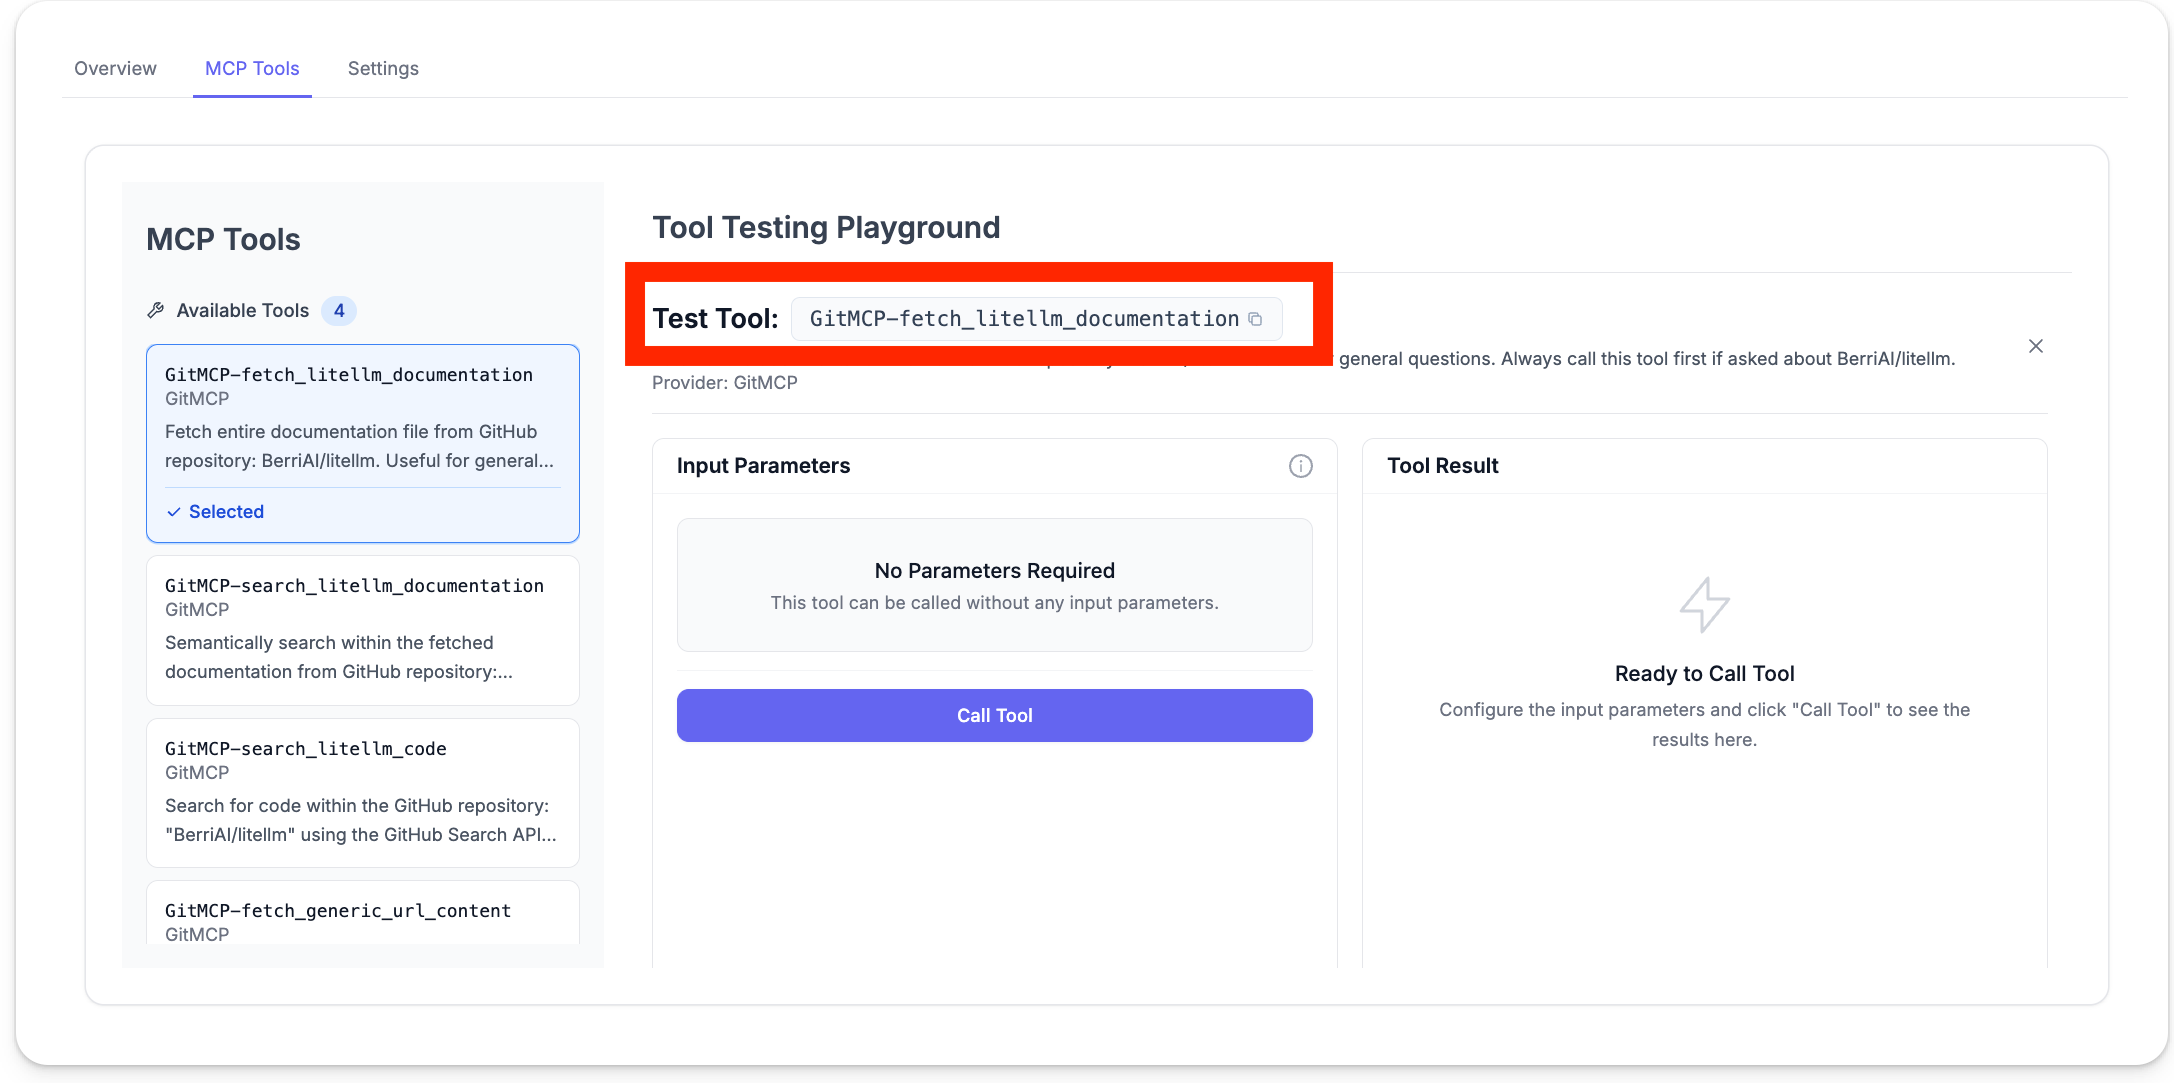 Overview
MCP Tools
Settings
MCP Tools
Available Tools 4
GitMCP-fetch_litellm_documentation
GitMCP
Fetch entire documentation file from GitHub
repository: BerriAI/litellm. Useful for general...
Selected
GitMCP-search_litellm_documentation
GitMCP
Semantically search within the fetched
documentation from GitHub repository:...
GitMCP-search_litellm_code
GitMCP
Search for code within the GitHub repository:
"BerriAI/litellm" using the GitHub Search API...
GitMCP-fetch_generic_url_content
GitMCP
Tool Testing Playground
Test Tool: GitMCP-fetch_litellm_documentation
general questions. Always call this tool first if asked about BerriAI/litellm.
Provider: GitMCP
Input Parameters
No Parameters Required
This tool can be called without any input parameters.
Call Tool
Tool Result
Ready to Call Tool
Configure the input parameters and click "Call Tool" to see the
results here.